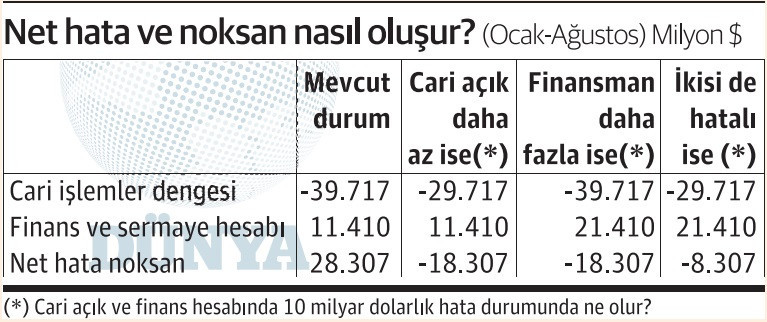 Net hata ve noksan nasıl oluşur? (Ocak-Ağustos) Milyon $
Mevcut durum Cari açık daha az ise(*) Finansman daha fazla ise(*) İkisi de hatalı ise (*)
Cari işlemler dengesi -39.717 -29.717 -39.717 -29.717
Finans ve sermaye hesabı 11.410 11.410 21.410 21.410
Net hata noksan 28.307 -18.307 -18.307 -8.307
DÜNYA
(*) Cari açık ve finans hesabında 10 milyar dolarlık hata durumunda ne olur?